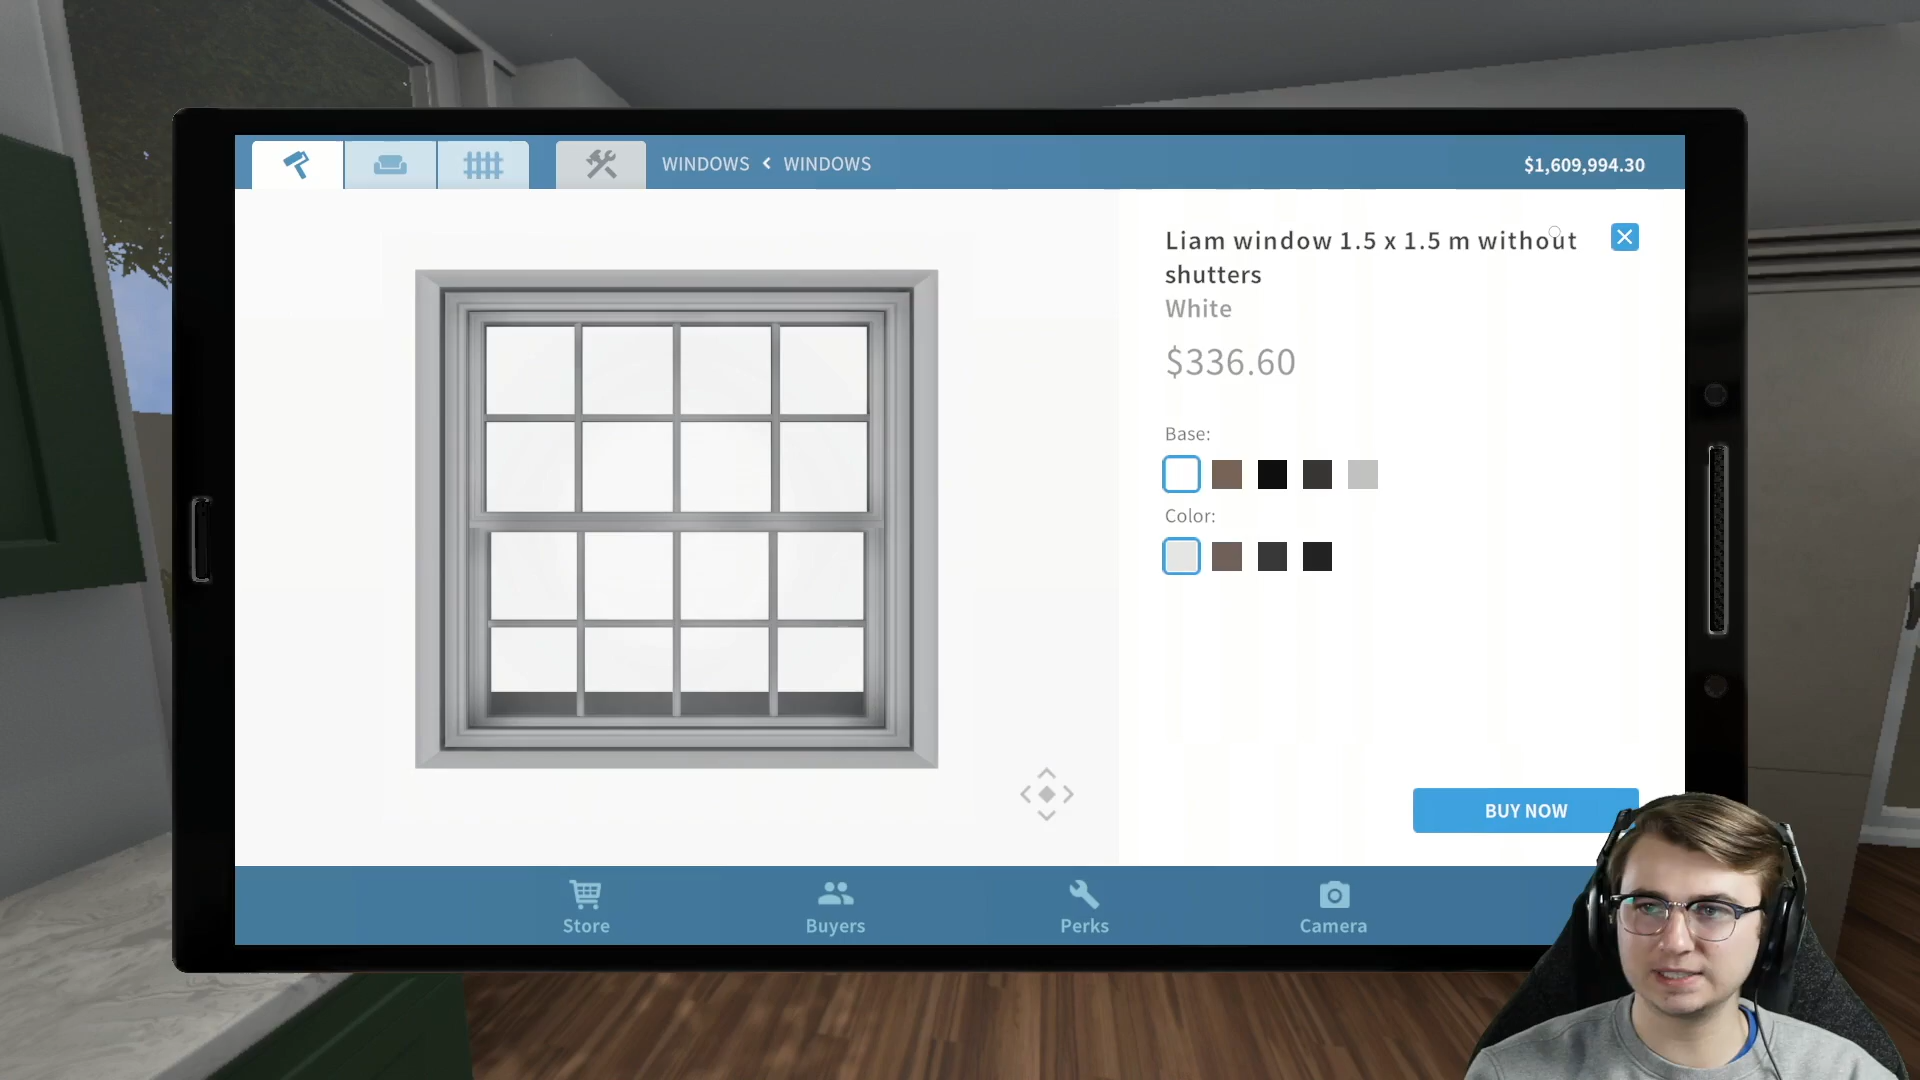 WINDOWS < WINDOWS
$1,609,994.30
Liam window 1.5 x 1.5 m without
shutters
White
$336.60
Base:
Color:
BUY NOW
Store
Buyers
Perks
Camera